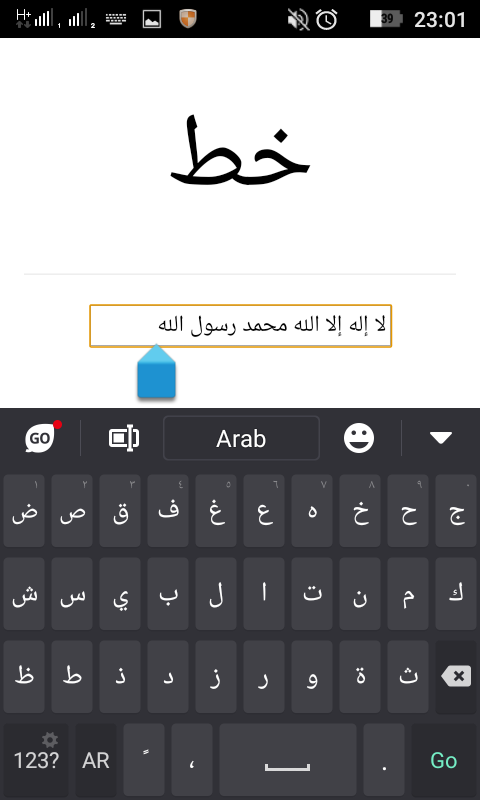 H+ 1 2 39 23:01
خط
لا إله إلا الله محمد رسول الله
GO Arab
١ ٢ ٣ ٤ ٥ ٦ ٧ ٨ ٩ ٠
ض ص ق ف غ ع ه خ ح ج
ش س ي ب ل ا ت ن م ك
ظ ط ذ د ز ر و ة ث
123? AR ً ، . Go